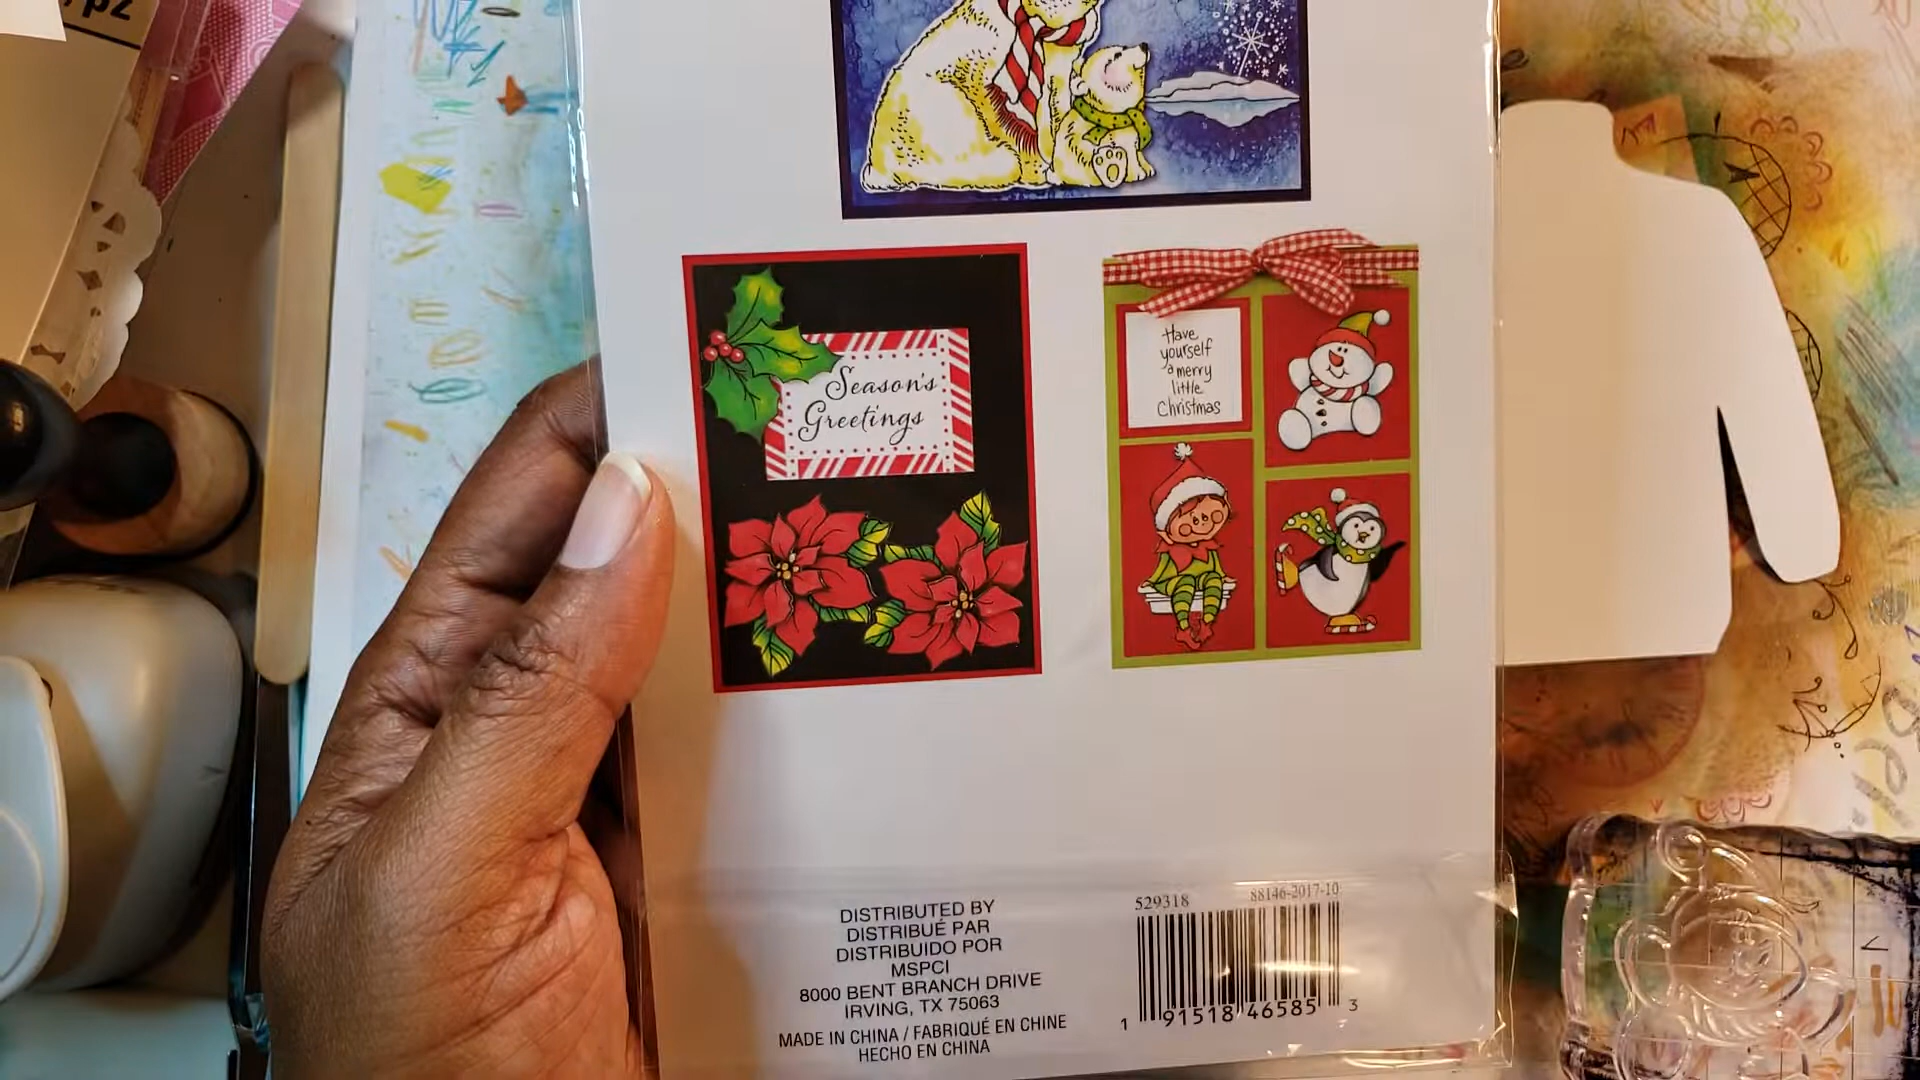 Season's
Greetings
Have
yourself
a merry
little
Christmas
DISTRIBUTED BY
DISTRIBUÉ PAR
DISTRIBUIDO POR
MSPCI
8000 BENT BRANCH DRIVE
IRVING, TX 75063
MADE IN CHINA / FABRIQUÉ EN CHINE
HECHO EN CHINA
529318 88146-2017-10
1 91518 46585 3